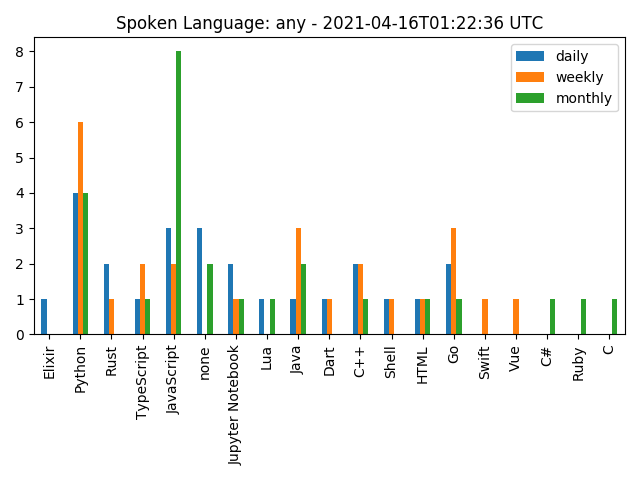 Spoken Language: any - 2021-04-16T01:22:36 UTC
daily
weekly
monthly
8
7
6
5
4
3
2
1
0
Elixir
Python
Rust
TypeScript
JavaScript
none
Jupyter Notebook
Lua
Java
Dart
C++
Shell
HTML
Go
Swift
Vue
C#
Ruby
C